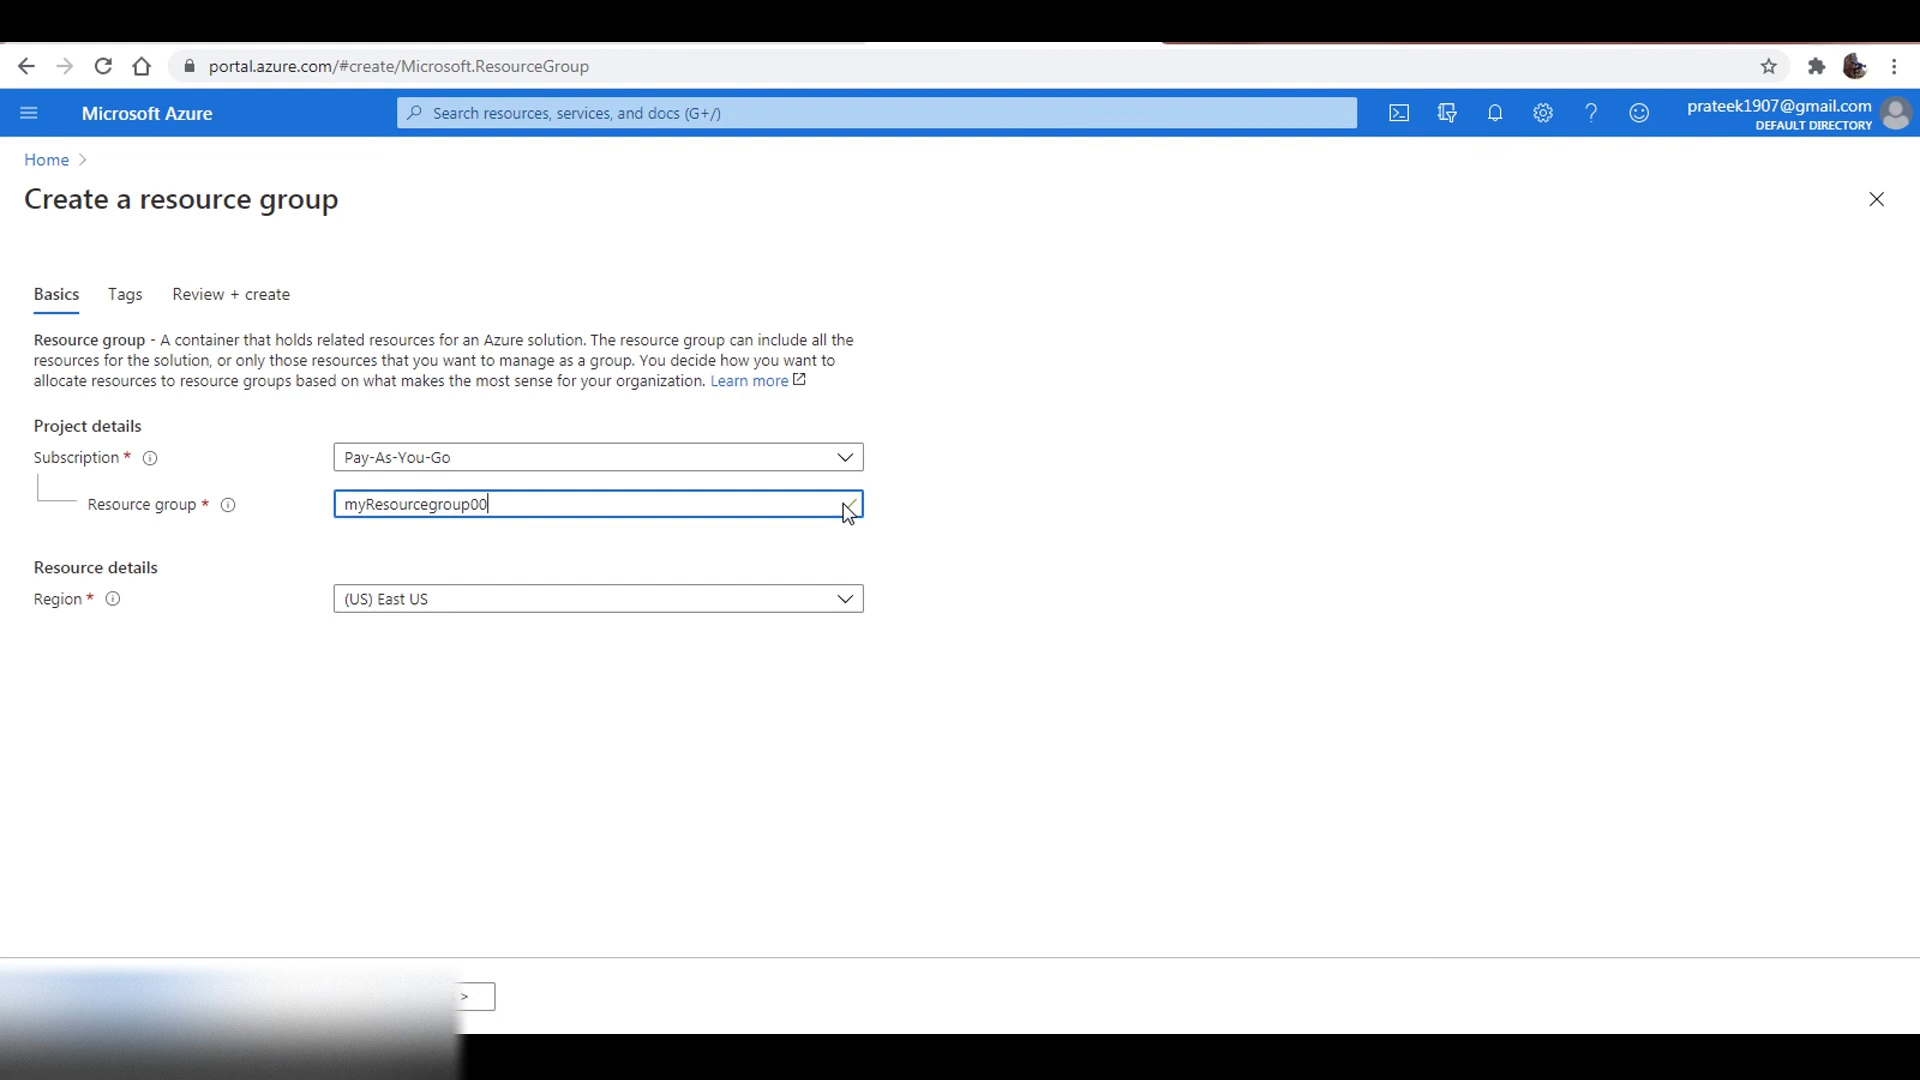 portal.azure.com/#create/Microsoft.ResourceGroup
Microsoft Azure
Search resources, services, and docs (G+/)
prateek1907@gmail.com
DEFAULT DIRECTORY
Home
Create a resource group
Basics Tags Review + create
Resource group - A container that holds related resources for an Azure solution. The resource group can include all the
resources for the solution, or only those resources that you want to manage as a group. You decide how you want to
allocate resources to resource groups based on what makes the most sense for your organization. Learn more
Project details
Subscription * Pay-As-You-Go
Resource group * myResourcegroup00
Resource details
Region * (US) East US
>